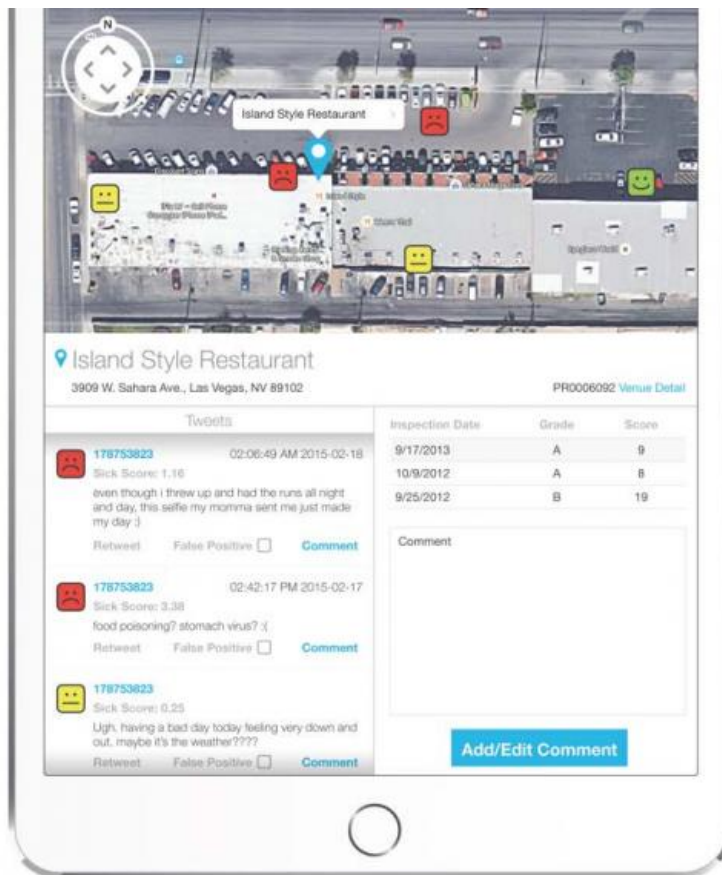 N
Island Style Restaurant
Island Style
Island Style Restaurant
3909 W. Sahara Ave., Las Vegas, NV 89102
PR0006092 Venue Detail
Tweets
178753823 02:06:49 AM 2015-02-18
Sick Score: 1.16
even though i threw up and had the runs all night
and day, this selfie my momma sent me just made
my day :)
Retweet False Positive Comment
178753823 02:42:17 PM 2015-02-17
Sick Score: 3.38
food poisoning? stomach virus? :(
Retweet False Positive Comment
178753823
Sick Score: 0.25
Ugh, having a bad day today feeling very down and
out, maybe it's the weather????
Retweet False Positive Comment
Inspection Date Grade Score
9/17/2013 A 9
10/9/2012 A 8
9/25/2012 B 19
Comment
Add/Edit Comment